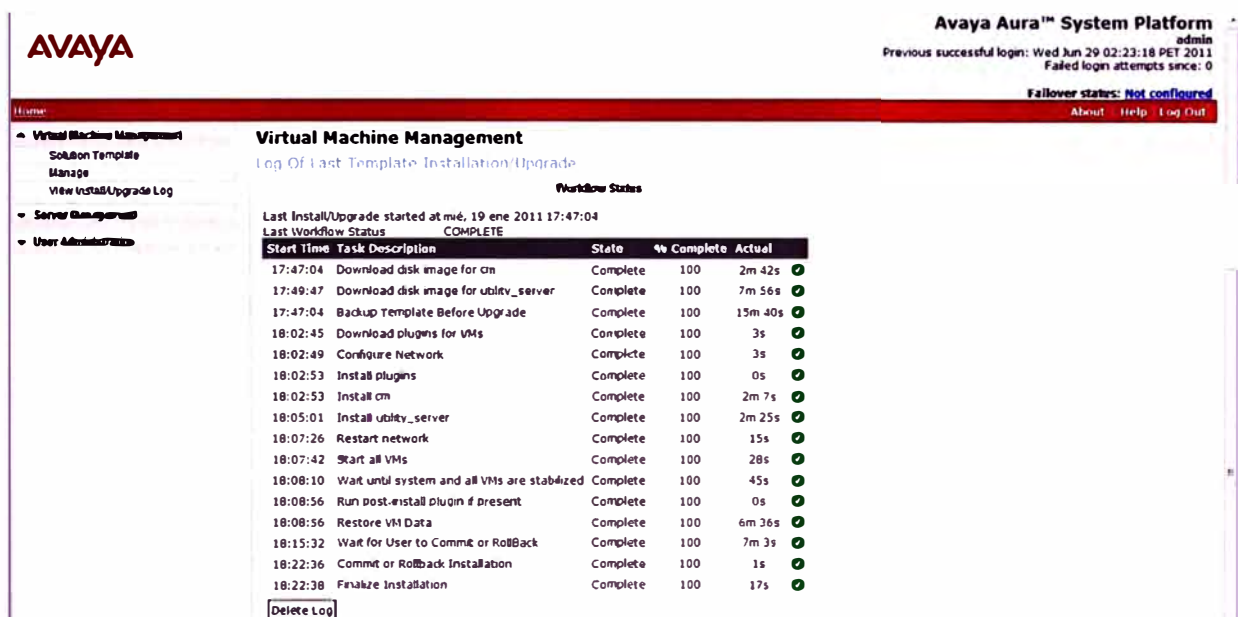 AVAYA
Avaya Aura™ System Platform
admin
Previous successful login: Wed Jun 29 02:23:18 PET 2011
Failed login attempts since: 0
Failover status: Not configured
Home
About Help Log Out
Virtual Machine Management
Solution Template
Manage
View Install/Upgrade Log
Server Management
User Administration
Virtual Machine Management
Log Of Last Template Installation/Upgrade
Workflow Status
Last Install/Upgrade started at mié, 19 ene 2011 17:47:04
Last Workflow Status COMPLETE
Start Time Task Description State % Complete Actual
17:47:04 Download disk image for cm Complete 100 2m 42s
17:49:47 Download disk image for utility_server Complete 100 7m 56s
17:47:04 Backup Template Before Upgrade Complete 100 15m 40s
18:02:45 Download plugins for VMs Complete 100 3s
18:02:49 Configure Network Complete 100 3s
18:02:53 Install plugins Complete 100 0s
18:02:53 Install cm Complete 100 2m 7s
18:05:01 Install utility_server Complete 100 2m 25s
18:07:26 Restart network Complete 100 15s
18:07:42 Start all VMs Complete 100 28s
18:08:10 Wait until system and all VMs are stabilized Complete 100 45s
18:08:56 Run post-install plugin if present Complete 100 0s
18:08:56 Restore VM Data Complete 100 6m 36s
18:15:32 Wait for User to Commit or RollBack Complete 100 7m 3s
18:22:36 Commit or Rollback Installation Complete 100 1s
18:22:38 Finalize Installation Complete 100 17s
Delete Log